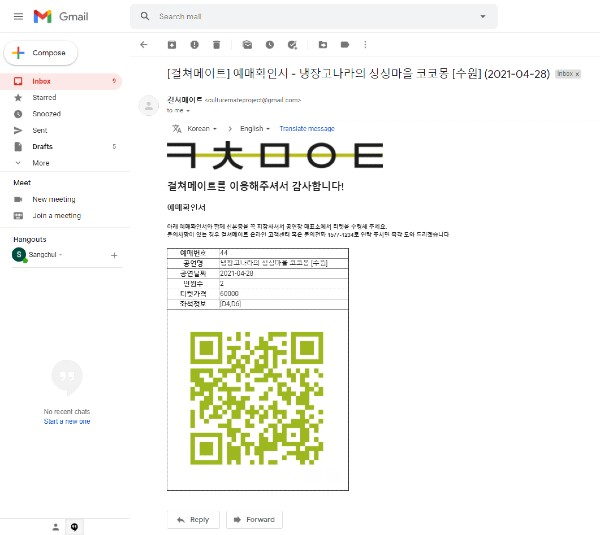 Gmail
Search mail
Compose
Inbox
Starred
Snoozed
Sent
Drafts
More
Meet
New meeting
Join a meeting
Hangouts
S
Sangchul
+
No recent chats
Start a new one
[컬쳐메이트] 예매확인서 - 냉장고나라의 싱싱마을 코코몽 [수원] (2021-04-28)
Inbox x
컬쳐메이트 <culturemateproject@gmail.com>
to me
Korean > English Translate message
ㅋㅊㅁㅇㅌ
컬쳐메이트를 이용해주셔서 감사합니다!
예매확인서
예매번호 44
공연명 냉장고나라의 싱싱마을 코코몽 [수원]
공연날짜 2021-04-28
인원수 2
티켓가격 60000
좌석정보 [D4,D6]
Reply
Forward